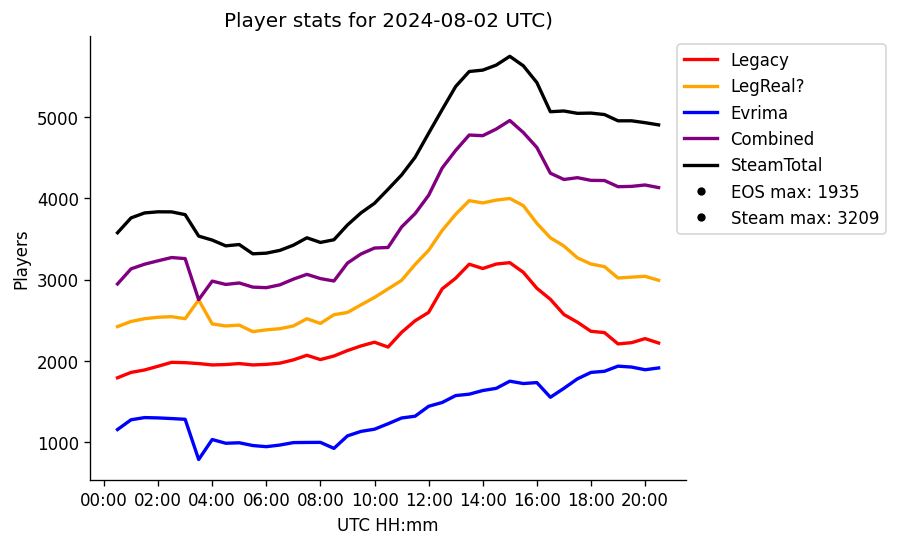 Player stats for 2024-08-02 UTC)
Legacy
LegReal?
Evrima
Combined
SteamTotal
EOS max: 1935
Steam max: 3209
Players
5000
4000
3000
2000
1000
00:00 02:00 04:00 06:00 08:00 10:00 12:00 14:00 16:00 18:00 20:00
UTC HH:mm